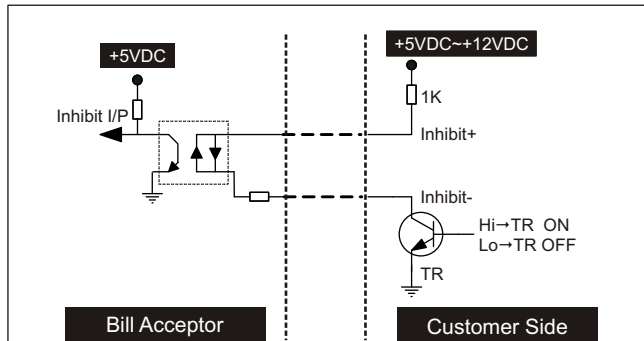 +5VDC
+5VDC~+12VDC
1K
Inhibit I/P
Inhibit+
Inhibit-
Hi→TR ON
Lo→TR OFF
TR
Bill Acceptor
Customer Side